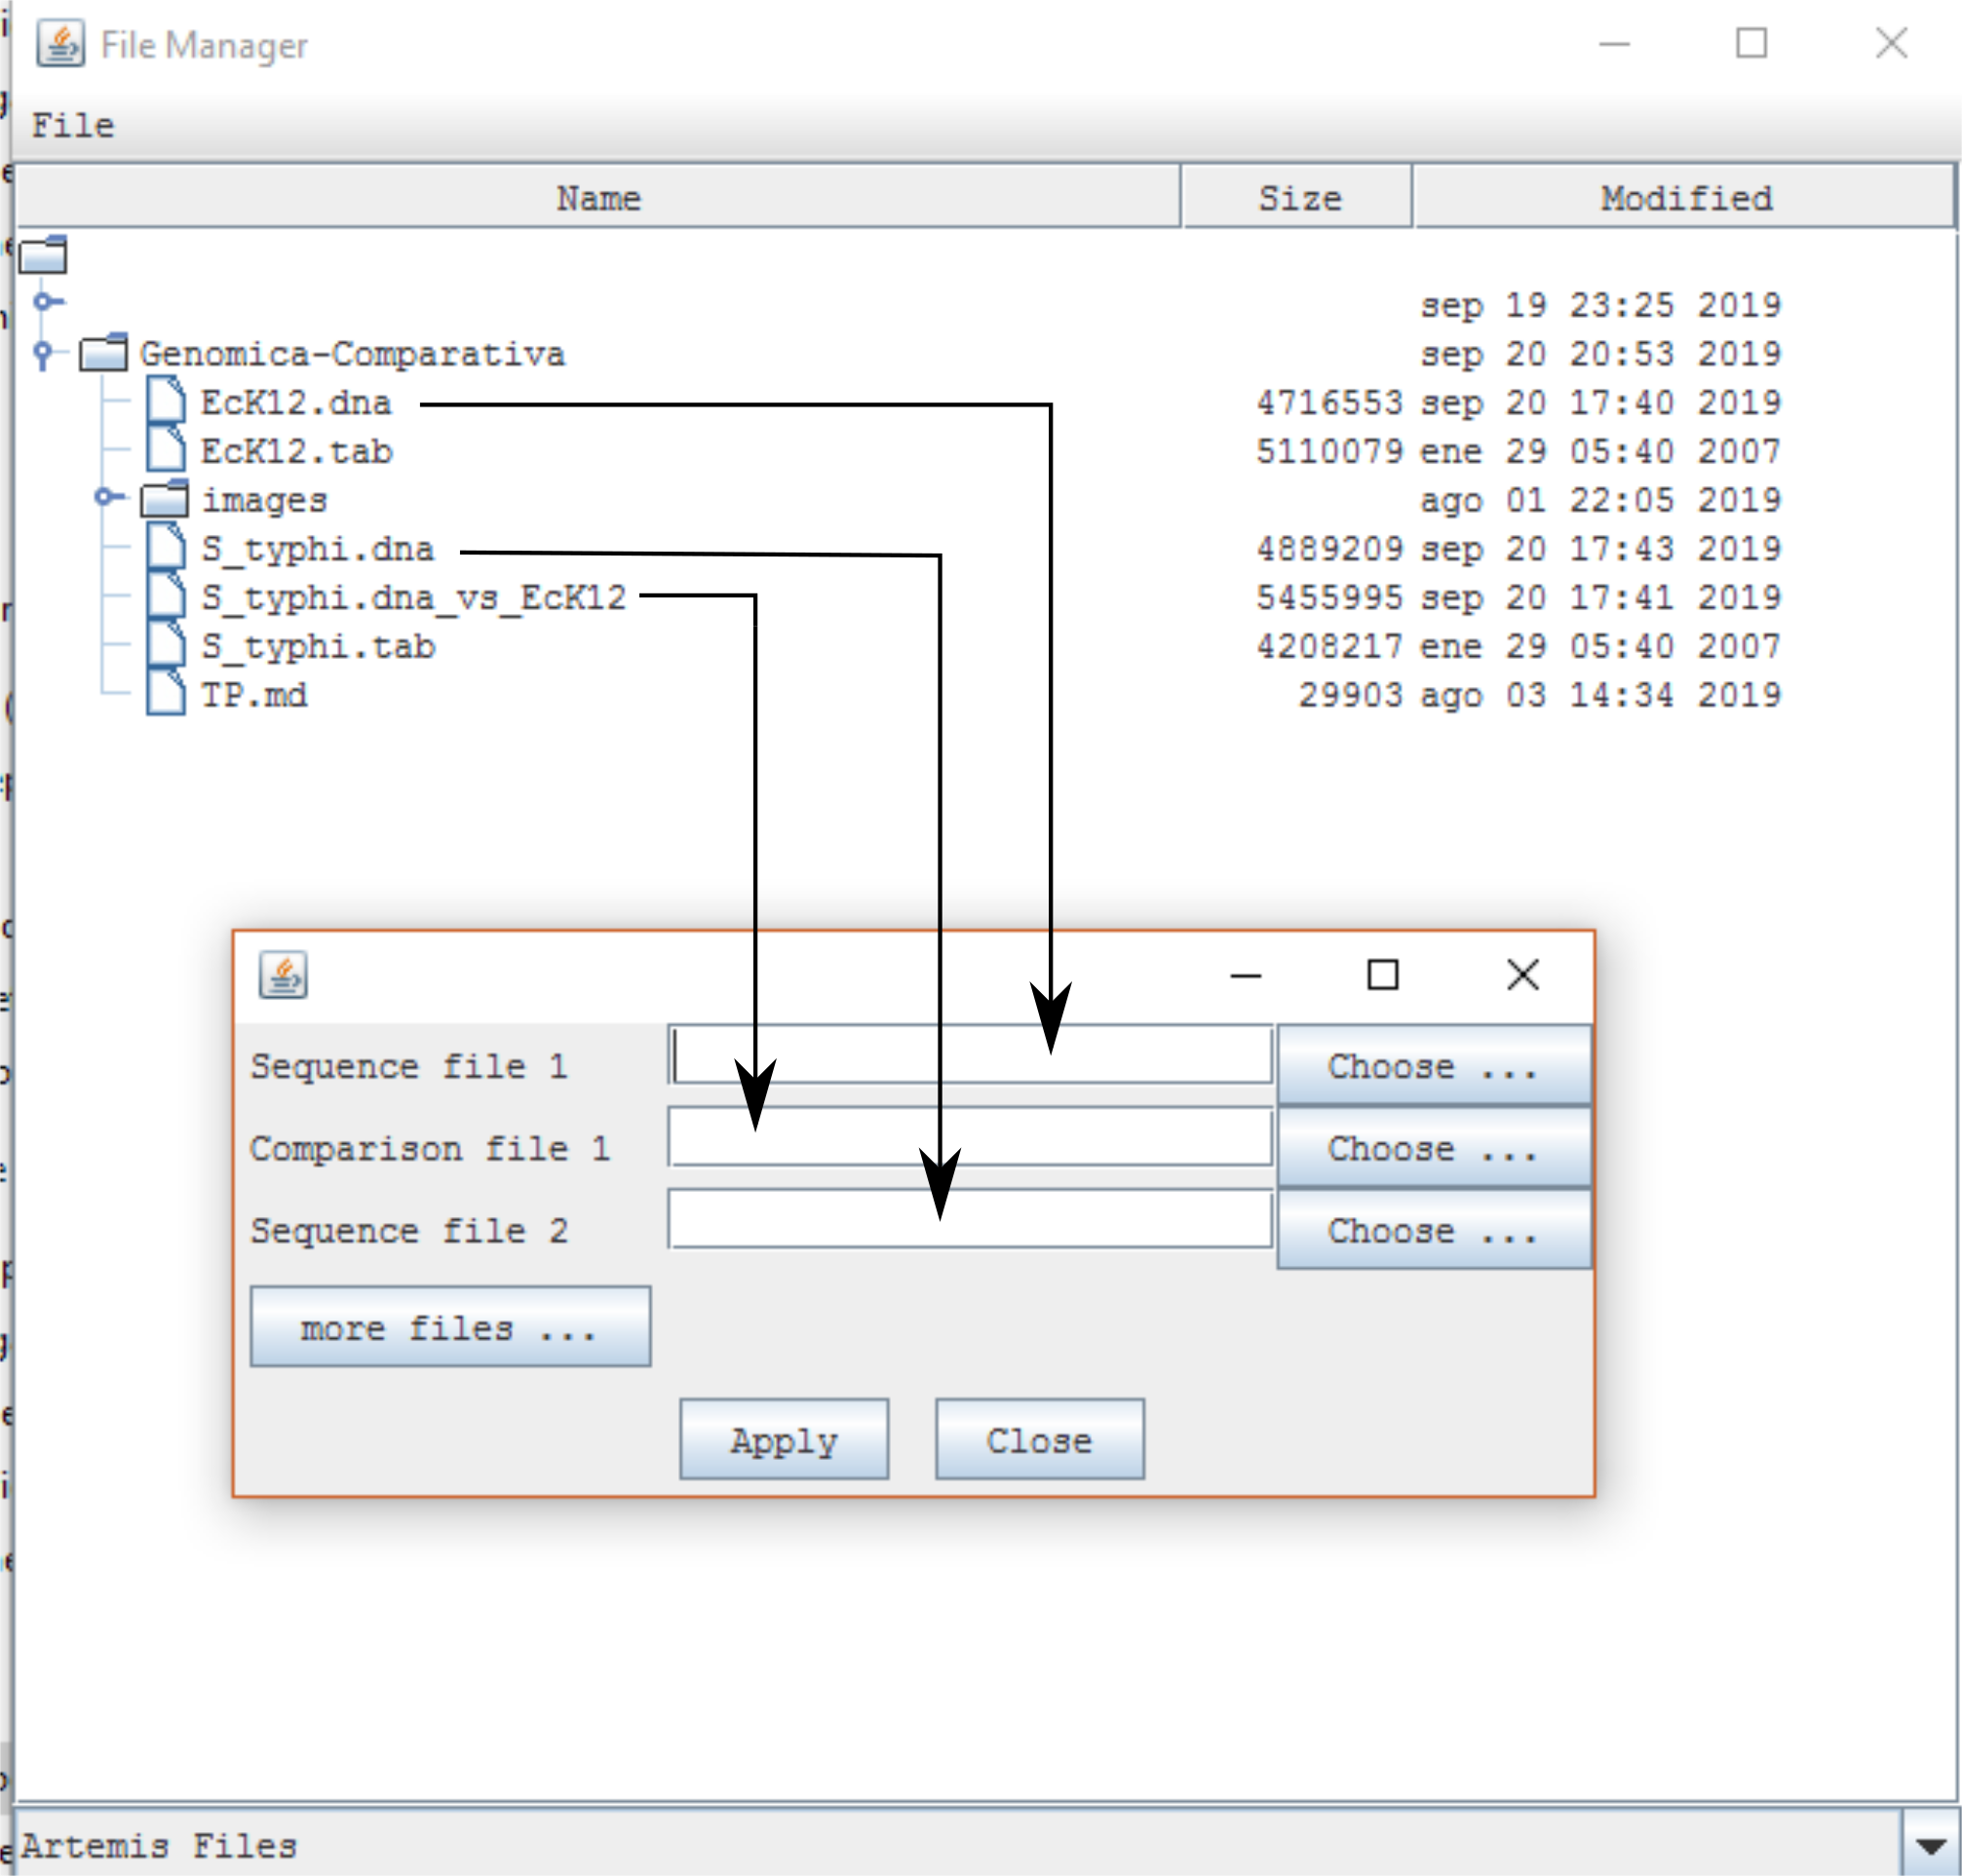 File Manager
File
Name Size Modified
sep 19 23:25 2019
Genomica-Comparativa sep 20 20:53 2019
EcK12.dna 4716553 sep 20 17:40 2019
EcK12.tab 5110079 ene 29 05:40 2007
images ago 01 22:05 2019
S_typhi.dna 4889209 sep 20 17:43 2019
S_typhi.dna_vs_EcK12 5455995 sep 20 17:41 2019
S_typhi.tab 4208217 ene 29 05:40 2007
TP.md 29903 ago 03 14:34 2019
Sequence file 1 Choose ...
Comparison file 1 Choose ...
Sequence file 2 Choose ...
more files ...
Apply Close
Artemis Files